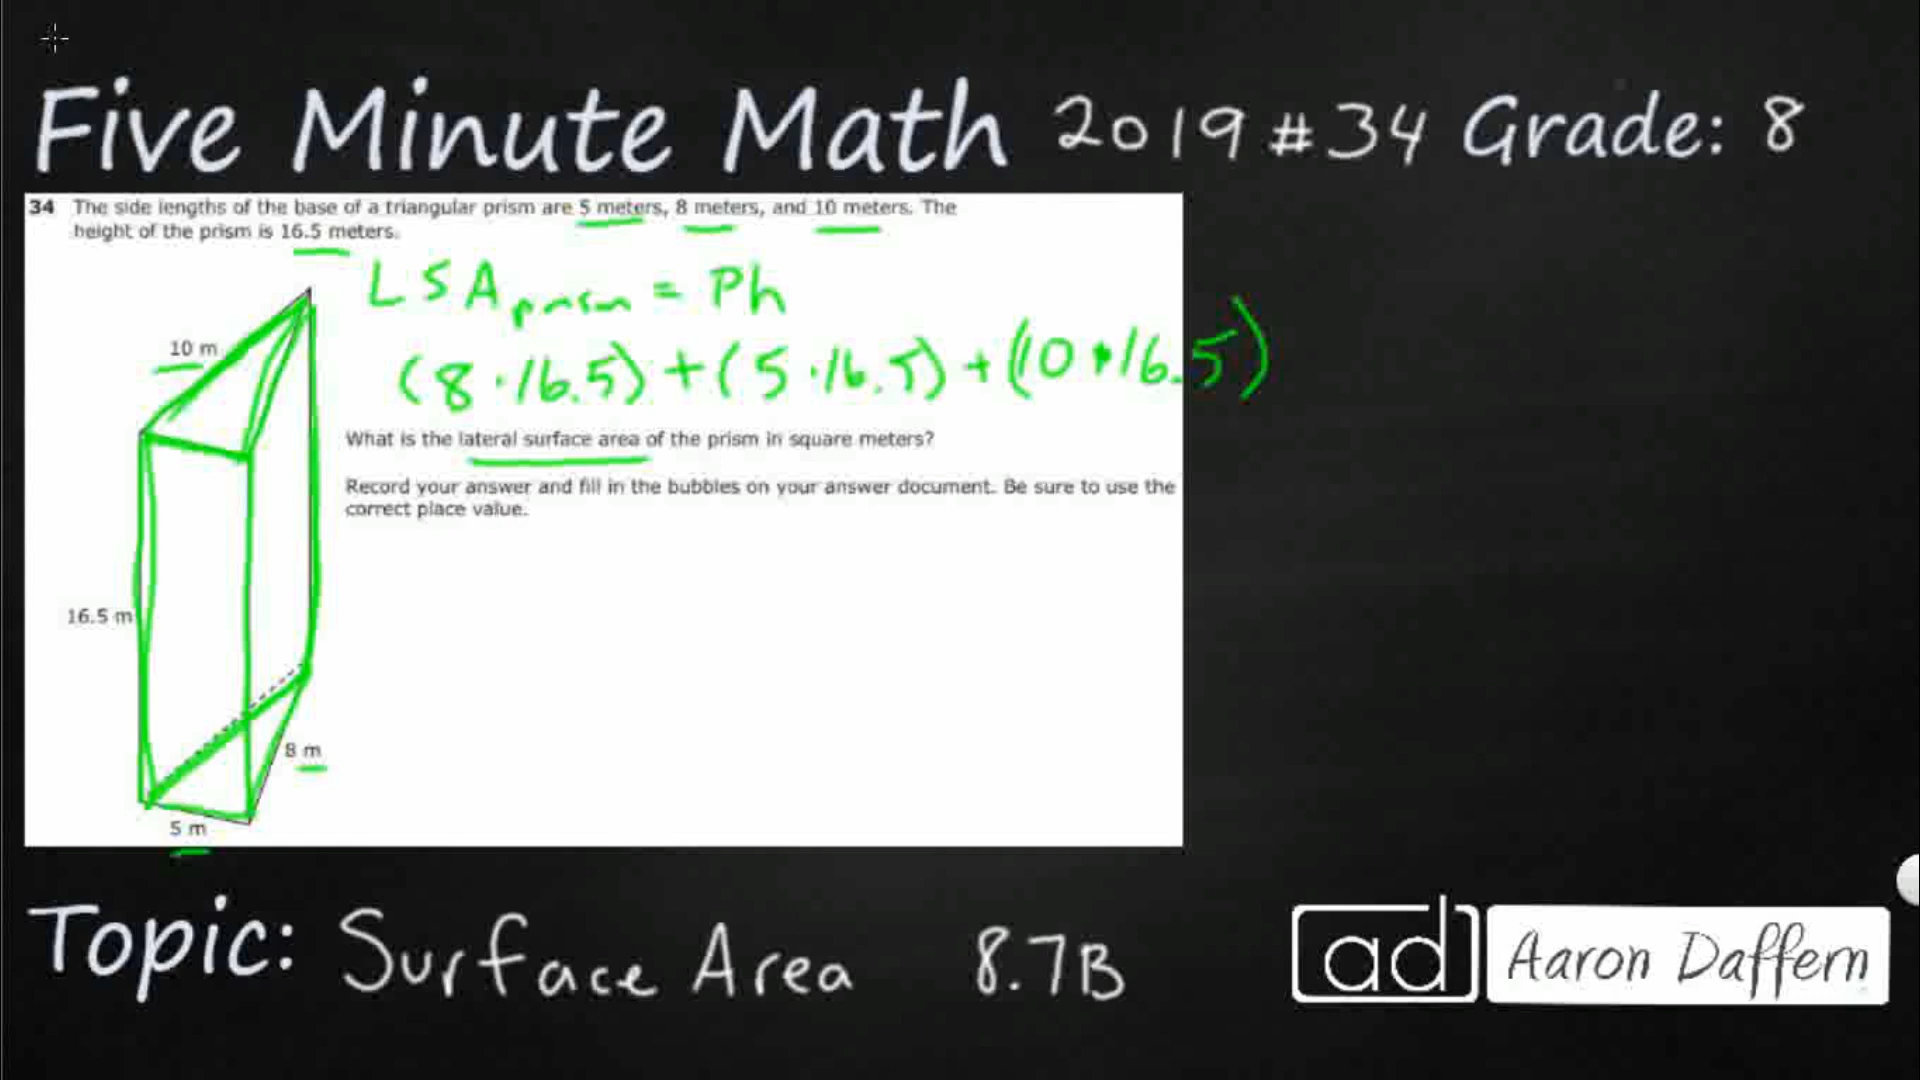 Five Minute Math 2019 #34 Grade: 8
34 The side lengths of the base of a triangular prism are 5 meters, 8 meters, and 10 meters. The
height of the prism is 16.5 meters.
LSA prism = Ph
10 m
(8·16.5)+(5·16.5)+(10·16.5)
What is the lateral surface area of the prism in square meters?
Record your answer and fill in the bubbles on your answer document. Be sure to use the
correct place value.
16.5 m
8 m
5 m
Topic: Surface Area 8.7B
ad Aaron Daffern